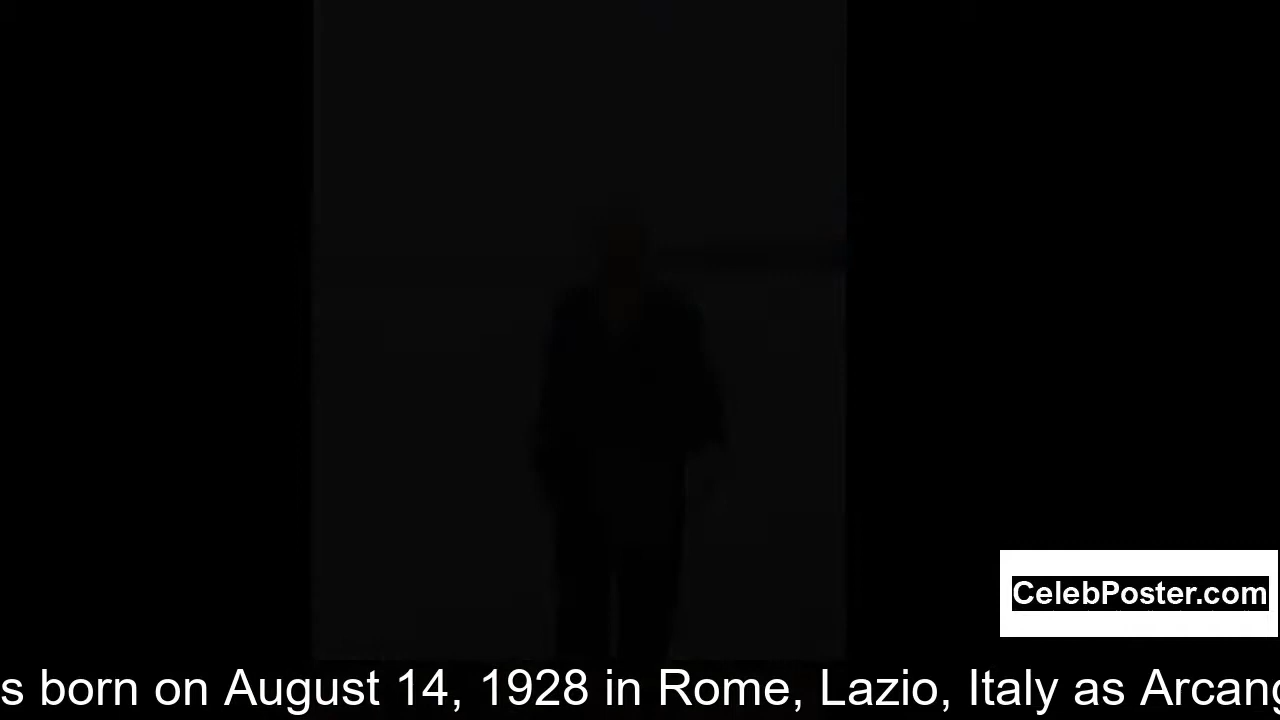 CelebPoster.com
s born on August 14, 1928 in Rome, Lazio, Italy as Arcang